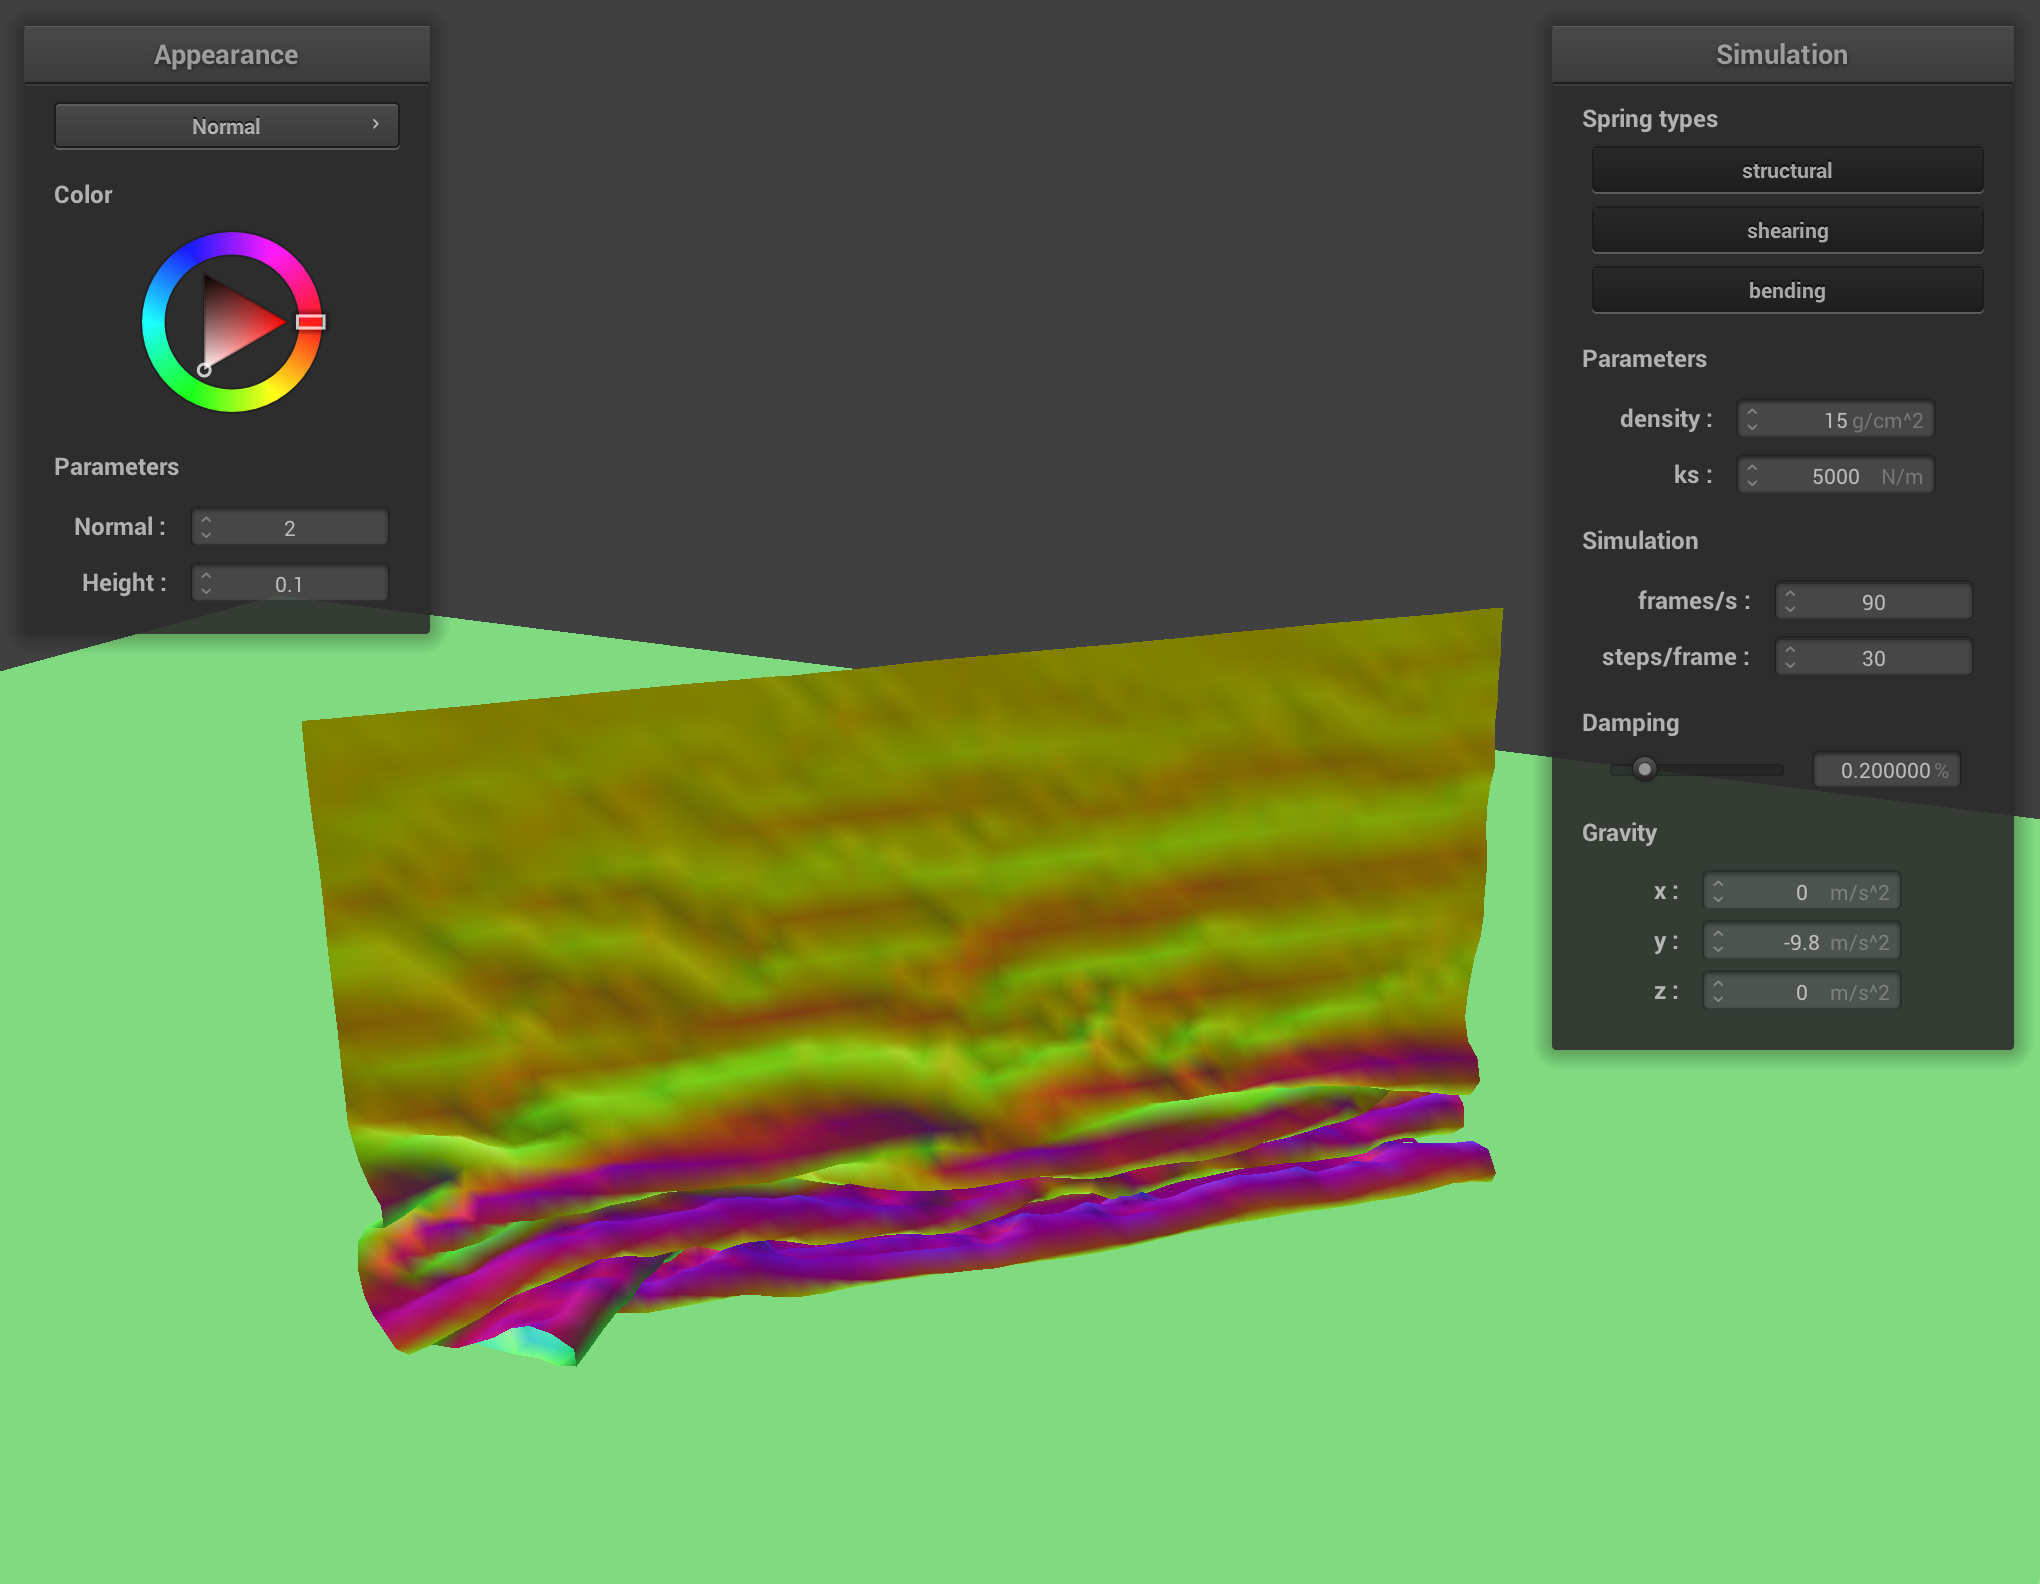 Appearance
Normal
Color
Parameters
Normal : 2
Height : 0.1
Simulation
Spring types
structural
shearing
bending
Parameters
density : 15 g/cm^2
ks : 5000 N/m
Simulation
frames/s : 90
steps/frame : 30
Damping
0.200000 %
Gravity
x : 0 m/s^2
y : -9.8 m/s^2
z : 0 m/s^2